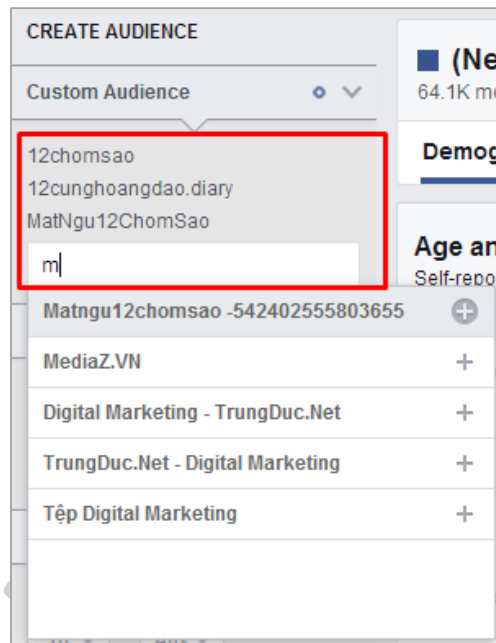 CREATE AUDIENCE
Custom Audience
12chomsao
12cunghoangdao.diary
MatNgu12ChomSao
m
Matngu12chomsao -542402555803655
MediaZ.VN
Digital Marketing - TrungDuc.Net
TrungDuc.Net - Digital Marketing
Tệp Digital Marketing
(Ne
64.1K m
Demog
Age an
Self-repo